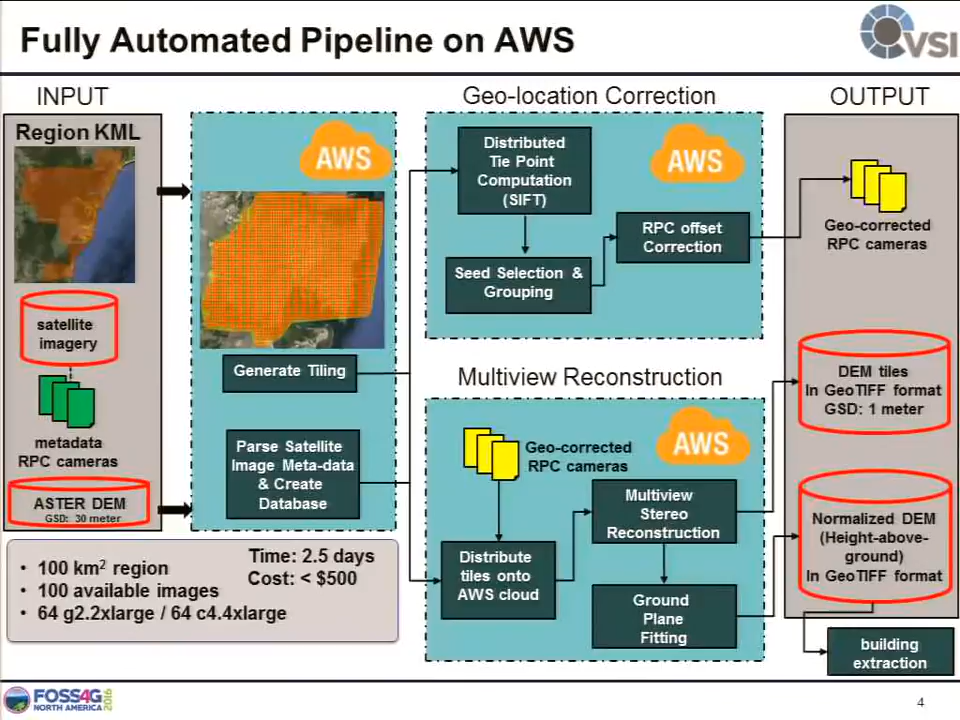 Fully Automated Pipeline on AWS
VSI
INPUT
Region KML
satellite
imagery
metadata
RPC cameras
ASTER DEM
GSD: 30 meter
AWS
Generate Tiling
Parse Satellite
Image Meta-data
& Create
Database
Geo-location Correction
Distributed
Tie Point
Computation
(SIFT)
AWS
Seed Selection &
Grouping
RPC offset
Correction
Multiview Reconstruction
Geo-corrected
RPC cameras
AWS
Distribute
tiles onto
AWS cloud
Multiview
Stereo
Reconstruction
Ground
Plane
Fitting
OUTPUT
Geo-corrected
RPC cameras
DEM tiles
In GeoTIFF format
GSD: 1 meter
Normalized DEM
(Height-above-
ground)
In GeoTIFF format
building
extraction
• 100 km² region
• 100 available images
• 64 g2.2xlarge / 64 c4.4xlarge
Time: 2.5 days
Cost: < $500
FOSS4G
NORTH AMERICA
2016
4